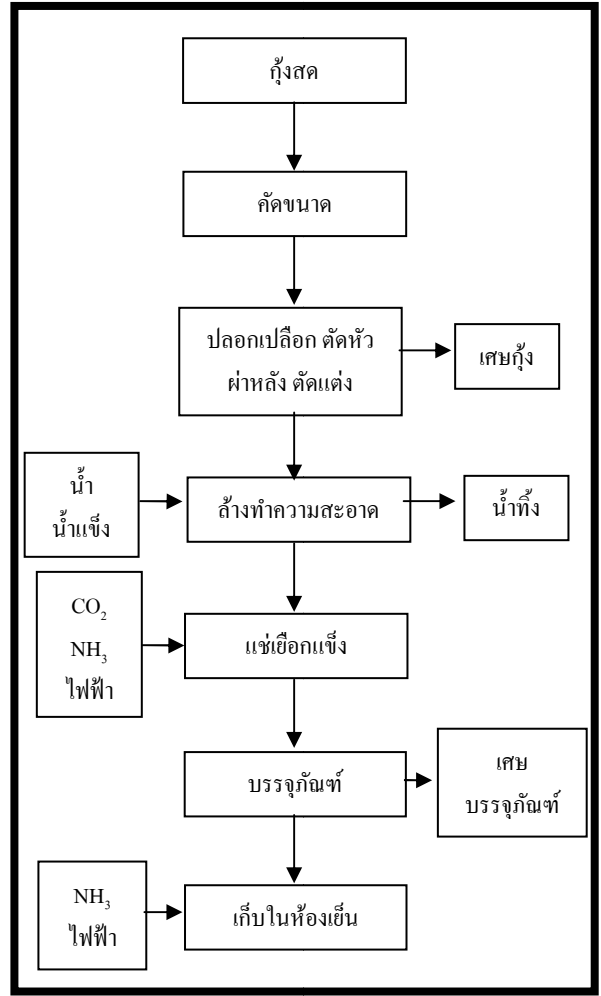 กุ้งสด
คัดขนาด
ปลอกเปลือก ตัดหัว
ผ่าหลัง ตัดแต่ง
เศษกุ้ง
น้ำ
น้ำแข็ง
ล้างทำความสะอาด
น้ำทิ้ง
CO₂
NH₃
ไฟฟ้า
แช่เยือกแข็ง
บรรจุภัณฑ์
เศษ
บรรจุภัณฑ์
NH₃
ไฟฟ้า
เก็บในห้องเย็น